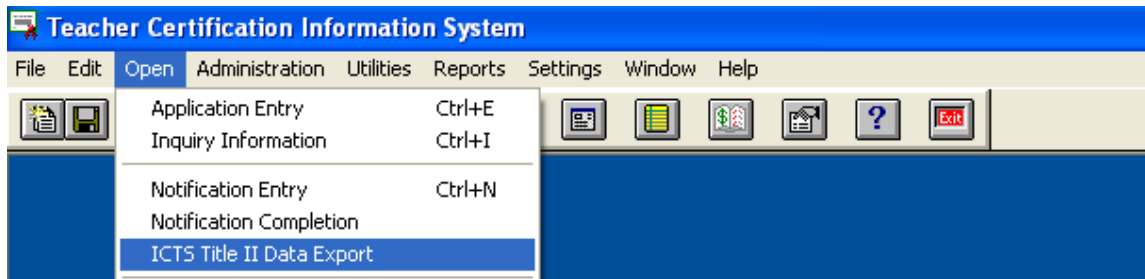 Teacher Certification Information System
File Edit Open Administration Utilities Reports Settings Window Help
Application Entry Ctrl+E
Inquiry Information Ctrl+I
Exit
Notification Entry Ctrl+N
Notification Completion
ICTS Title II Data Export